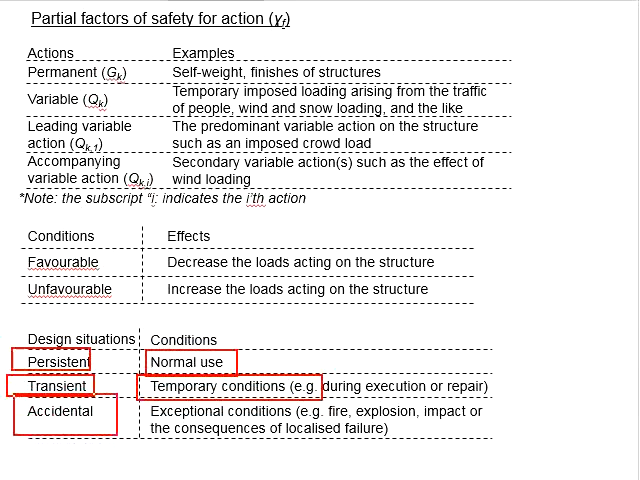 Partial factors of safety for action (γf)
Actions Examples
Permanent (Gk) Self-weight, finishes of structures
Variable (Qk) Temporary imposed loading arising from the traffic
of people, wind and snow loading, and the like
Leading variable The predominant variable action on the structure
action (Qk,1) such as an imposed crowd load
Accompanying Secondary variable action(s) such as the effect of
variable action (Qk,i) wind loading
*Note: the subscript "i: indicates the i'th action
Conditions Effects
Favourable Decrease the loads acting on the structure
Unfavourable Increase the loads acting on the structure
Design situations Conditions
Persistent Normal use
Transient Temporary conditions (e.g. during execution or repair)
Accidental Exceptional conditions (e.g. fire, explosion, impact or
the consequences of localised failure)